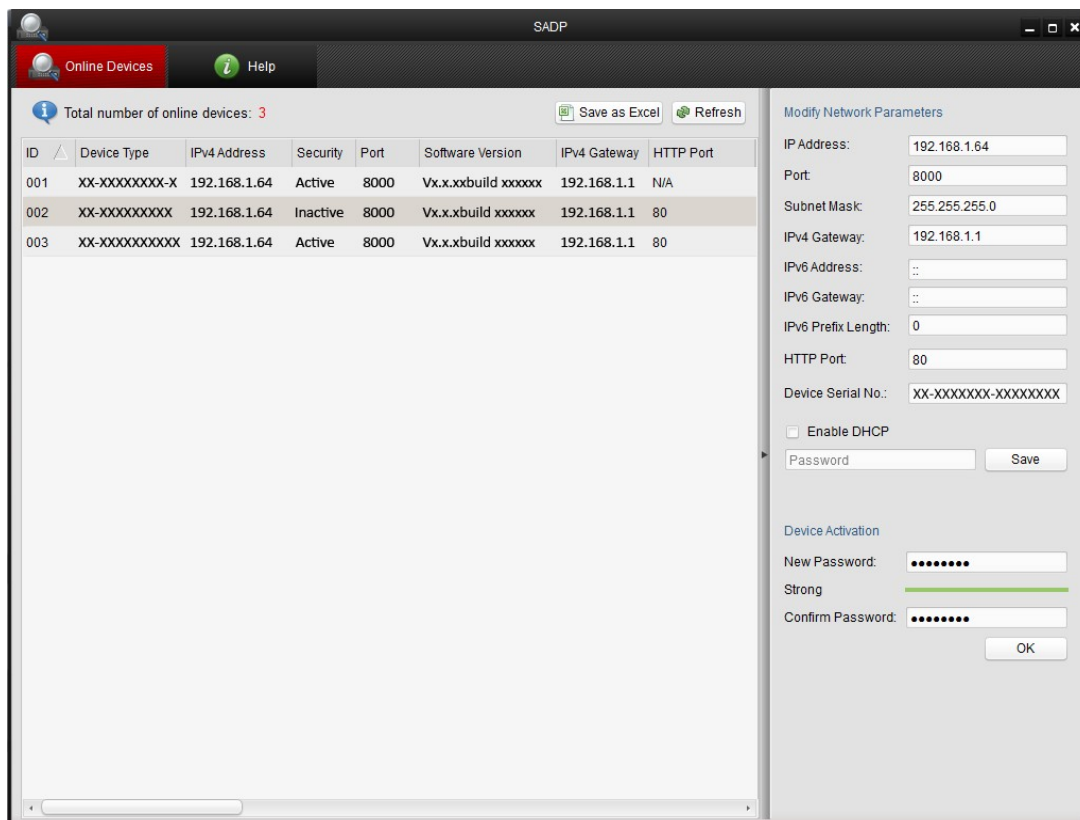 SADP
Online Devices
Help
Total number of online devices: 3
Save as Excel
Refresh
ID Device Type IPv4 Address Security Port Software Version IPv4 Gateway HTTP Port
001 XX-XXXXXXXX-X 192.168.1.64 Active 8000 Vx.x.xxbuild xxxxxx 192.168.1.1 N/A
002 XX-XXXXXXXXX 192.168.1.64 Inactive 8000 Vx.x.xbuild xxxxxx 192.168.1.1 80
003 XX-XXXXXXXXXX 192.168.1.64 Active 8000 Vx.x.xbuild xxxxxx 192.168.1.1 80
Modify Network Parameters
IP Address: 192.168.1.64
Port: 8000
Subnet Mask: 255.255.255.0
IPv4 Gateway: 192.168.1.1
IPv6 Address: ::
IPv6 Gateway: ::
IPv6 Prefix Length: 0
HTTP Port: 80
Device Serial No.: XX-XXXXXXX-XXXXXXXX
Enable DHCP
Password
Save
Device Activation
New Password: ●●●●●●●●
Strong
Confirm Password: ●●●●●●●●
OK